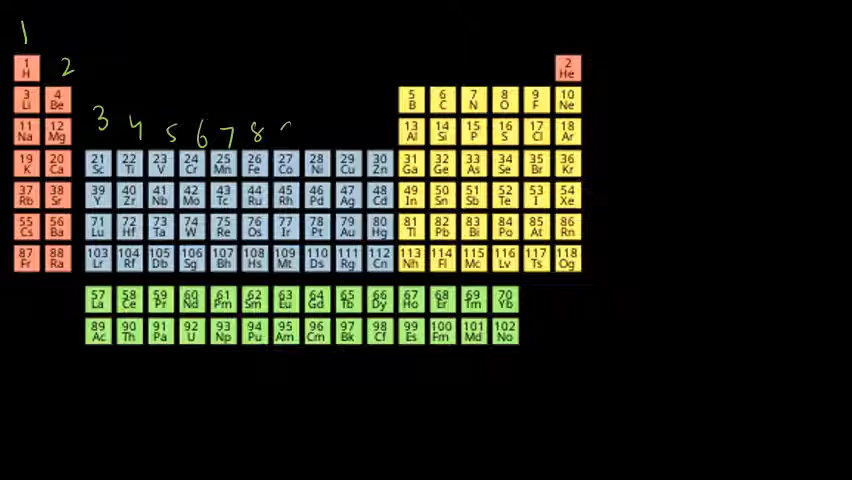 1
1 2 2
H He
3 4 5 6 7 8 9 10
Li Be B C N O F Ne
3 4 5 6 7 8
11 12 13 14 15 16 17 18
Na Mg Al Si P S Cl Ar
19 20 21 22 23 24 25 26 27 28 29 30 31 32 33 34 35 36
K Ca Sc Ti V Cr Mn Fe Co Ni Cu Zn Ga Ge As Se Br Kr
37 38 39 40 41 42 43 44 45 46 47 48 49 50 51 52 53 54
Rb Sr Y Zr Nb Mo Tc Ru Rh Pd Ag Cd In Sn Sb Te I Xe
55 56 71 72 73 74 75 76 77 78 79 80 81 82 83 84 85 86
Cs Ba Lu Hf Ta W Re Os Ir Pt Au Hg Tl Pb Bi Po At Rn
87 88 103 104 105 106 107 108 109 110 111 112 113 114 115 116 117 118
Fr Ra Lr Rf Db Sg Bh Hs Mt Ds Rg Cn Nh Fl Mc Lv Ts Og
57 58 59 60 61 62 63 64 65 66 67 68 69 70
La Ce Pr Nd Pm Sm Eu Gd Tb Dy Ho Er Tm Yb
89 90 91 92 93 94 95 96 97 98 99 100 101 102
Ac Th Pa U Np Pu Am Cm Bk Cf Es Fm Md No